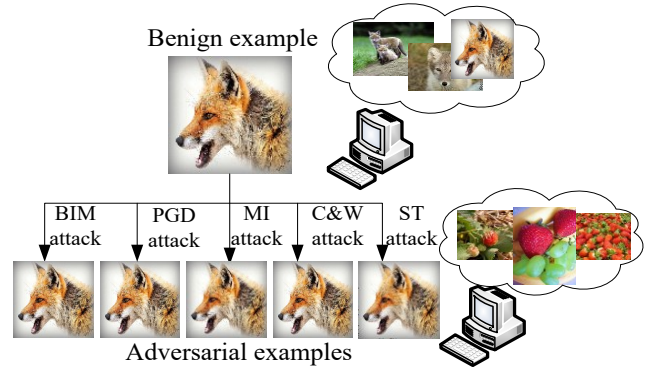 Benign example
BIM
attack
PGD
attack
MI
attack
C&W
attack
ST
attack
Adversarial examples